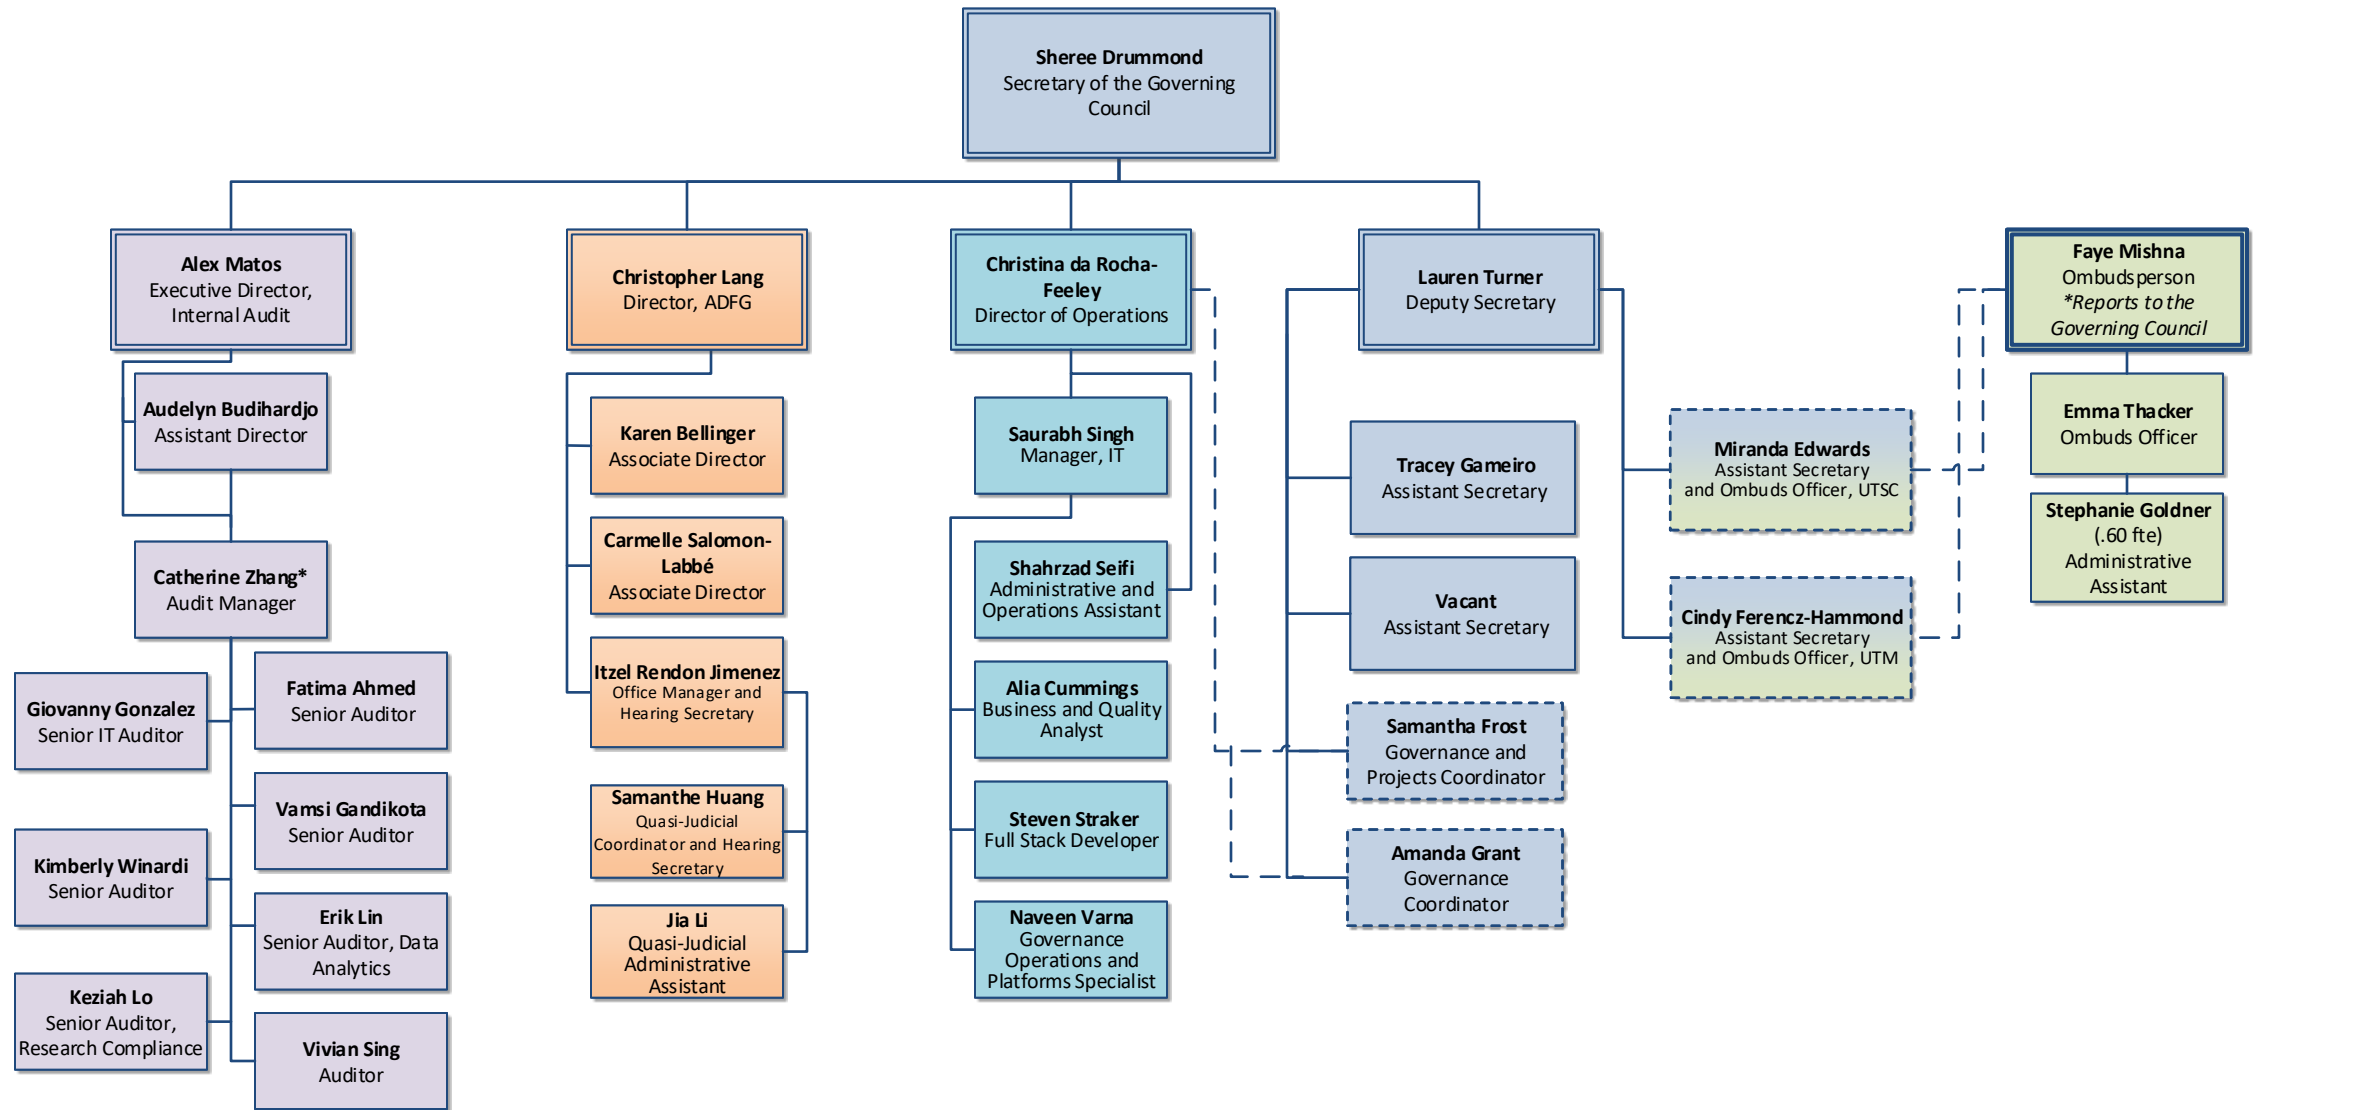 Sheree Drummond
Secretary of the Governing
Council
Alex Matos
Executive Director,
Internal Audit
Audelyn Budihardjo
Assistant Director
Catherine Zhang*
Audit Manager
Giovanny Gonzalez
Senior IT Auditor
Fatima Ahmed
Senior Auditor
Vamsi Gandikota
Senior Auditor
Kimberly Winardi
Senior Auditor
Erik Lin
Senior Auditor, Data
Analytics
Keziah Lo
Senior Auditor,
Research Compliance
Vivian Sing
Auditor
Christopher Lang
Director, ADFG
Karen Bellinger
Associate Director
Carmelle Salomon-
Labbé
Associate Director
Itzel Rendon Jimenez
Office Manager and
Hearing Secretary
Samanthe Huang
Quasi-Judicial
Coordinator and Hearing
Secretary
Jia Li
Quasi-Judicial
Administrative
Assistant
Christina da Rocha-
Feeley
Director of Operations
Saurabh Singh
Manager, IT
Shahrzad Seifi
Administrative and
Operations Assistant
Alia Cummings
Business and Quality
Analyst
Steven Straker
Full Stack Developer
Naveen Varna
Governance
Operations and
Platforms Specialist
Lauren Turner
Deputy Secretary
Tracey Gameiro
Assistant Secretary
Vacant
Assistant Secretary
Samantha Frost
Governance and
Projects Coordinator
Amanda Grant
Governance
Coordinator
Miranda Edwards
Assistant Secretary
and Ombuds Officer, UTSC
Cindy Ferencz-Hammond
Assistant Secretary
and Ombuds Officer, UTM
Faye Mishna
Ombudsperson
*Reports to the
Governing Council
Emma Thacker
Ombuds Officer
Stephanie Goldner
(.60 fte)
Administrative
Assistant